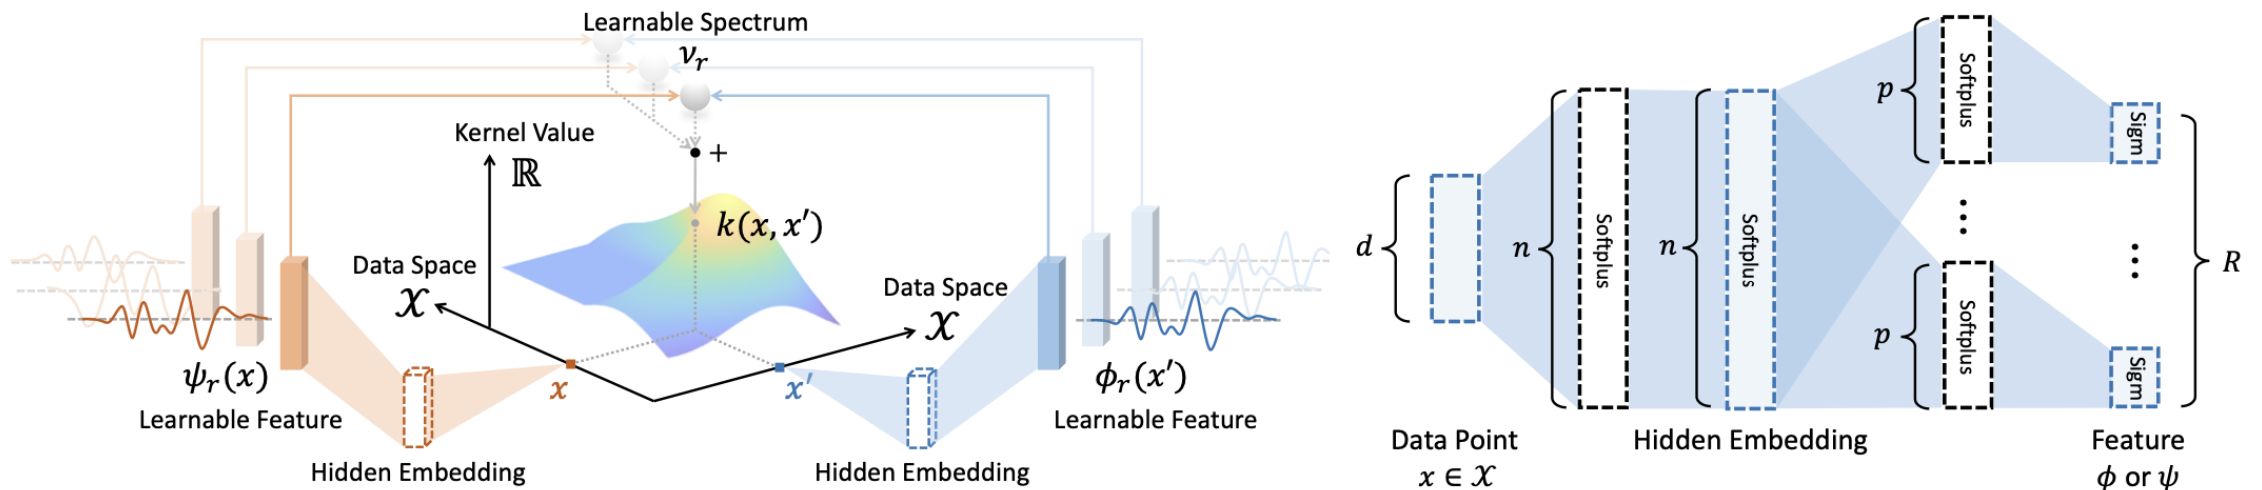 Learnable Spectrum
ν_r
Kernel Value
ℝ
+
k(x, x′)
Data Space
𝒳
Data Space
𝒳
ψ_r(x)
Learnable Feature
x
x′
ϕ_r(x′)
Learnable Feature
Hidden Embedding
Hidden Embedding
d
n
Softplus
n
Softplus
p
Softplus
Sigm
⋮
⋮
R
p
Softplus
Sigm
Data Point
x ∈ 𝒳
Hidden Embedding
Feature
ϕ or ψ